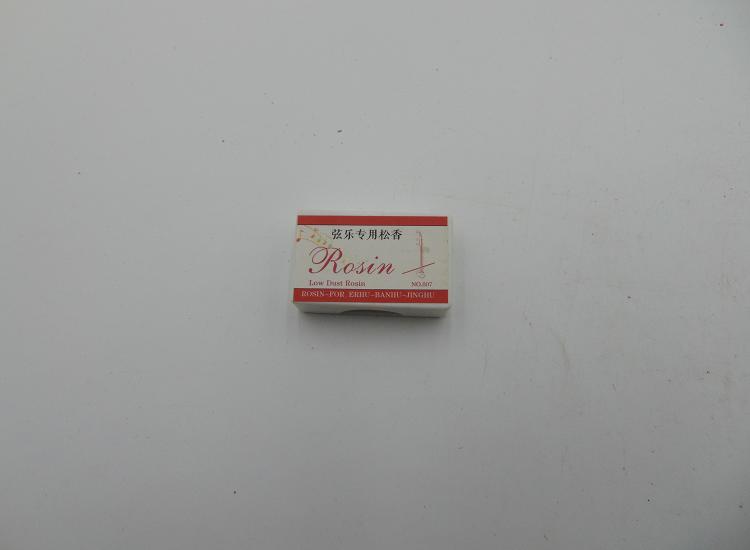 弦乐专用松香
Rosin
Low Dust Rosin NO.807
ROSIN-FOR ERHU-BANHU-JINGHU